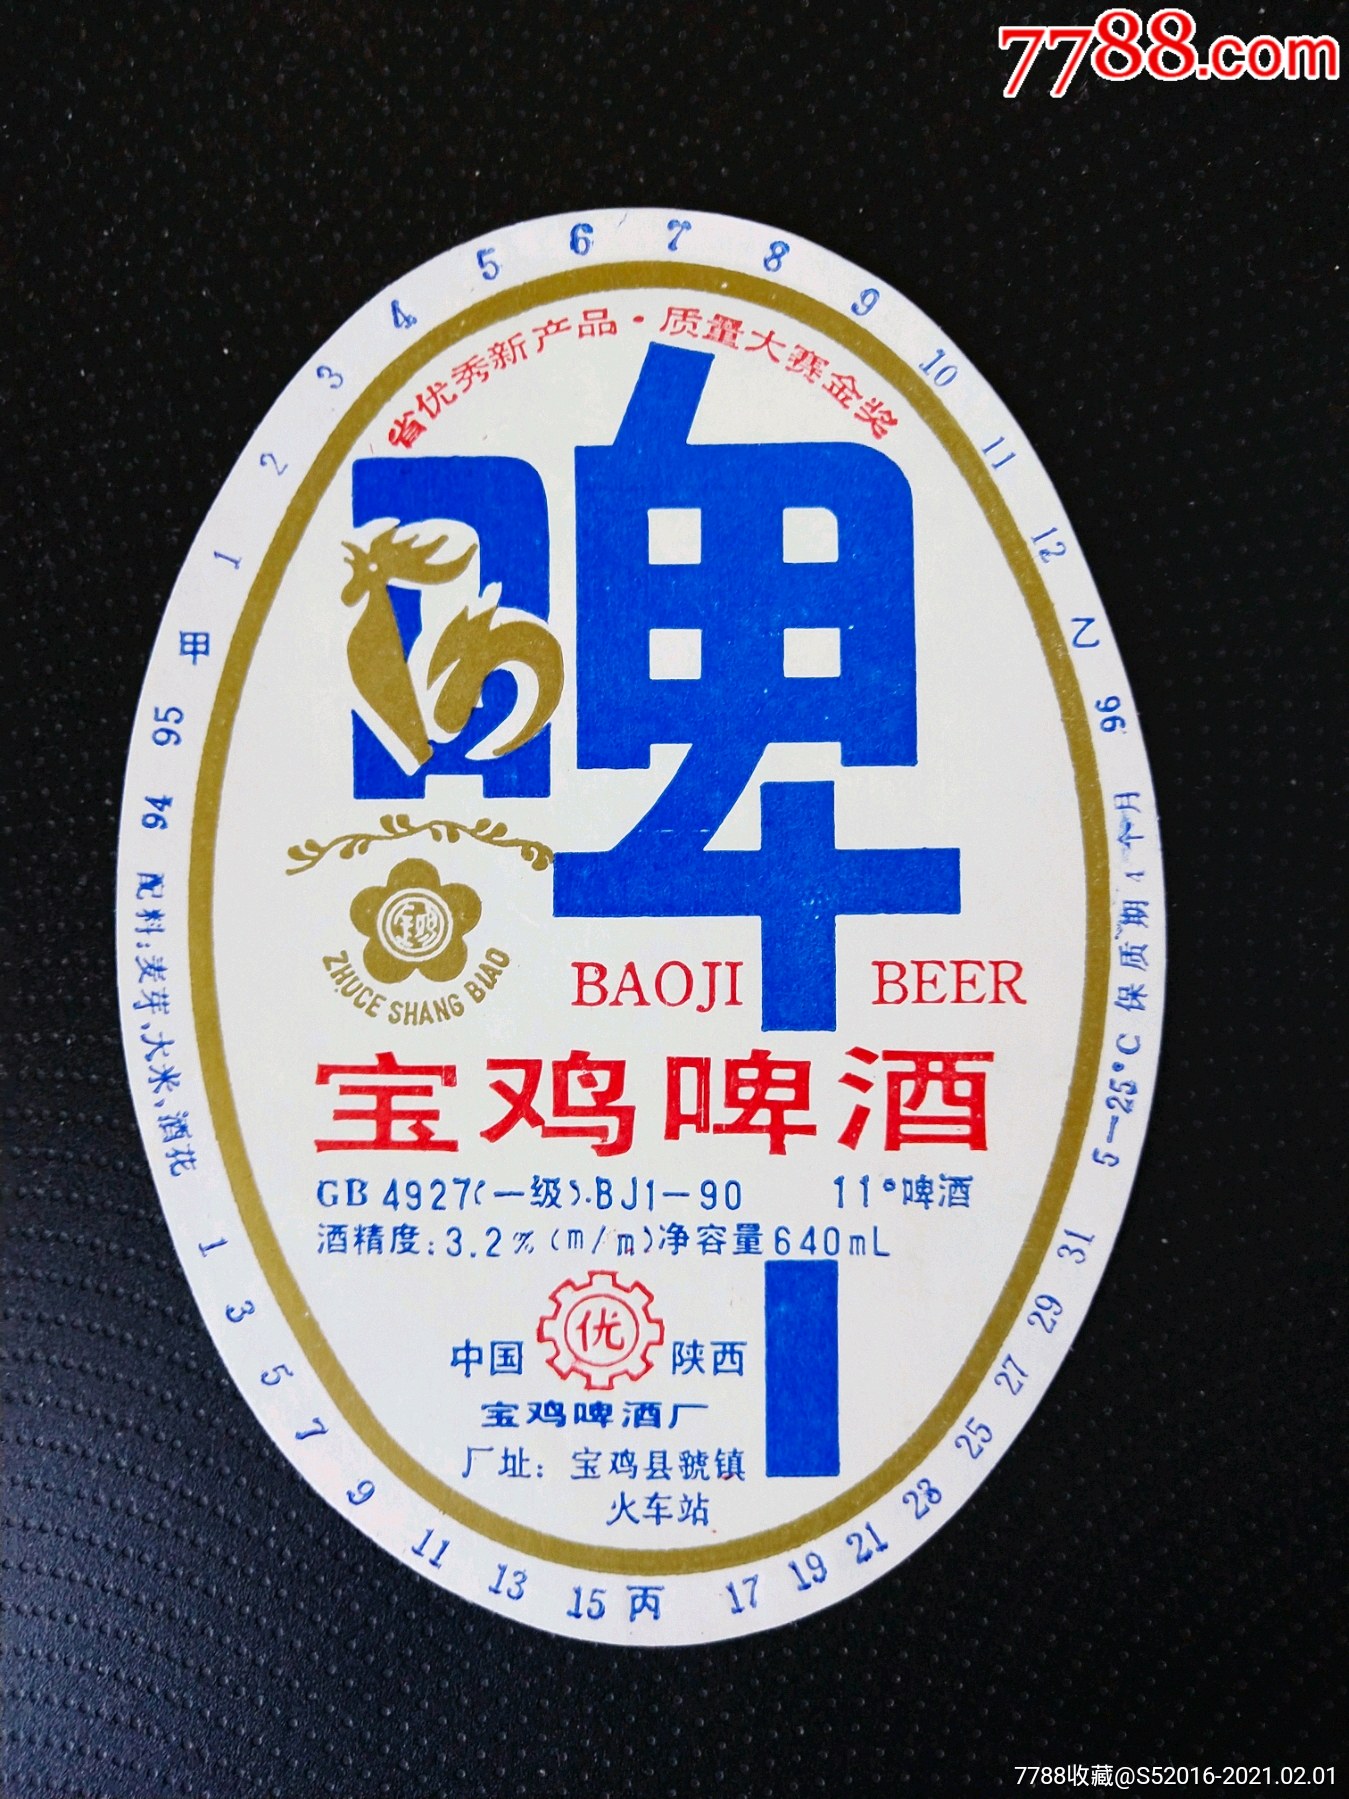 7788.com
6 7 8 9 10 11 12 乙 96
5 4 3 2 1 甲 95 94
省优秀新产品·质量大赛金奖
啤
宝鸡
ZHUCE SHANG BIAO
BAOJI BEER
宝鸡啤酒
GB 4927(一级).BJ1-90 11°啤酒
酒精度:3.2%(m/m)净容量640mL
优
中国 陕西
宝鸡啤酒厂
厂址：宝鸡县虢镇
火车站
配料:麦芽,大米,酒花
5—25°C 保质期 4 个月
1 3 5 7 9 11 13 15 丙 17 19 21 23 25 27 29 31
7788收藏@S52016-2021.02.01